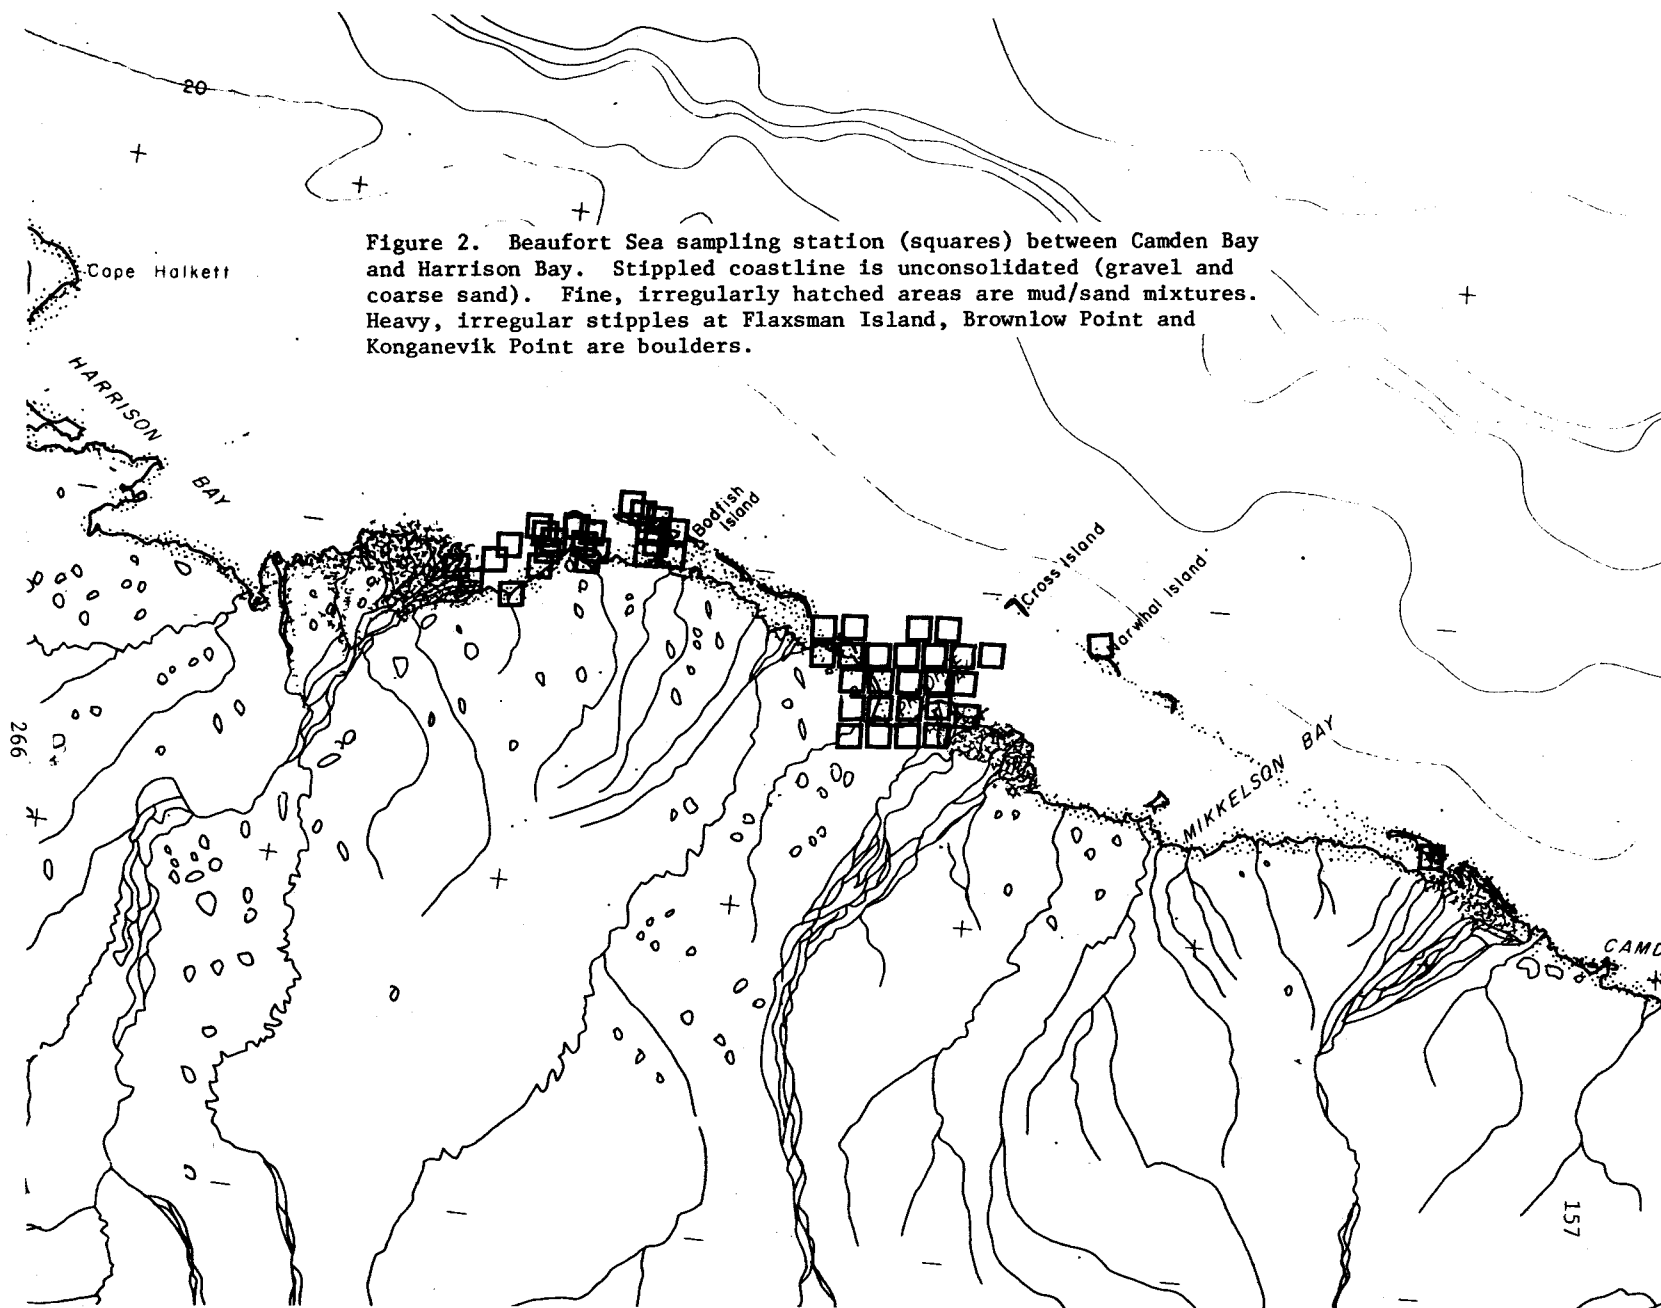 20
Figure 2. Beaufort Sea sampling station (squares) between Camden Bay
and Harrison Bay. Stippled coastline is unconsolidated (gravel and
coarse sand). Fine, irregularly hatched areas are mud/sand mixtures.
Heavy, irregular stipples at Flaxsman Island, Brownlow Point and
Konganevik Point are boulders.
Cape Halkett
HARRISON
BAY
Bodfish
Island
Cross Island
Narwhal Island
MIKKELSON BAY
CAMD
266
157